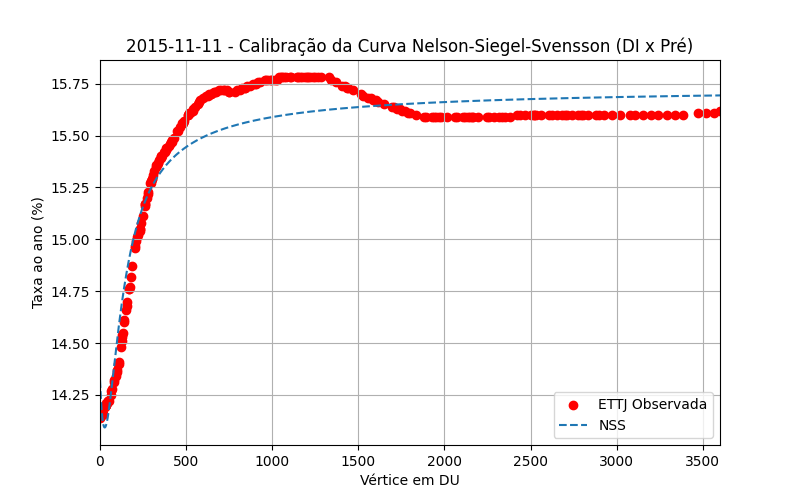 2015-11-11 - Calibração da Curva Nelson-Siegel-Svensson (DI x Pré)
Taxa ao ano (%)
15.75
15.50
15.25
15.00
14.75
14.50
14.25
0 500 1000 1500 2000 2500 3000 3500
Vértice em DU
ETTJ Observada
NSS